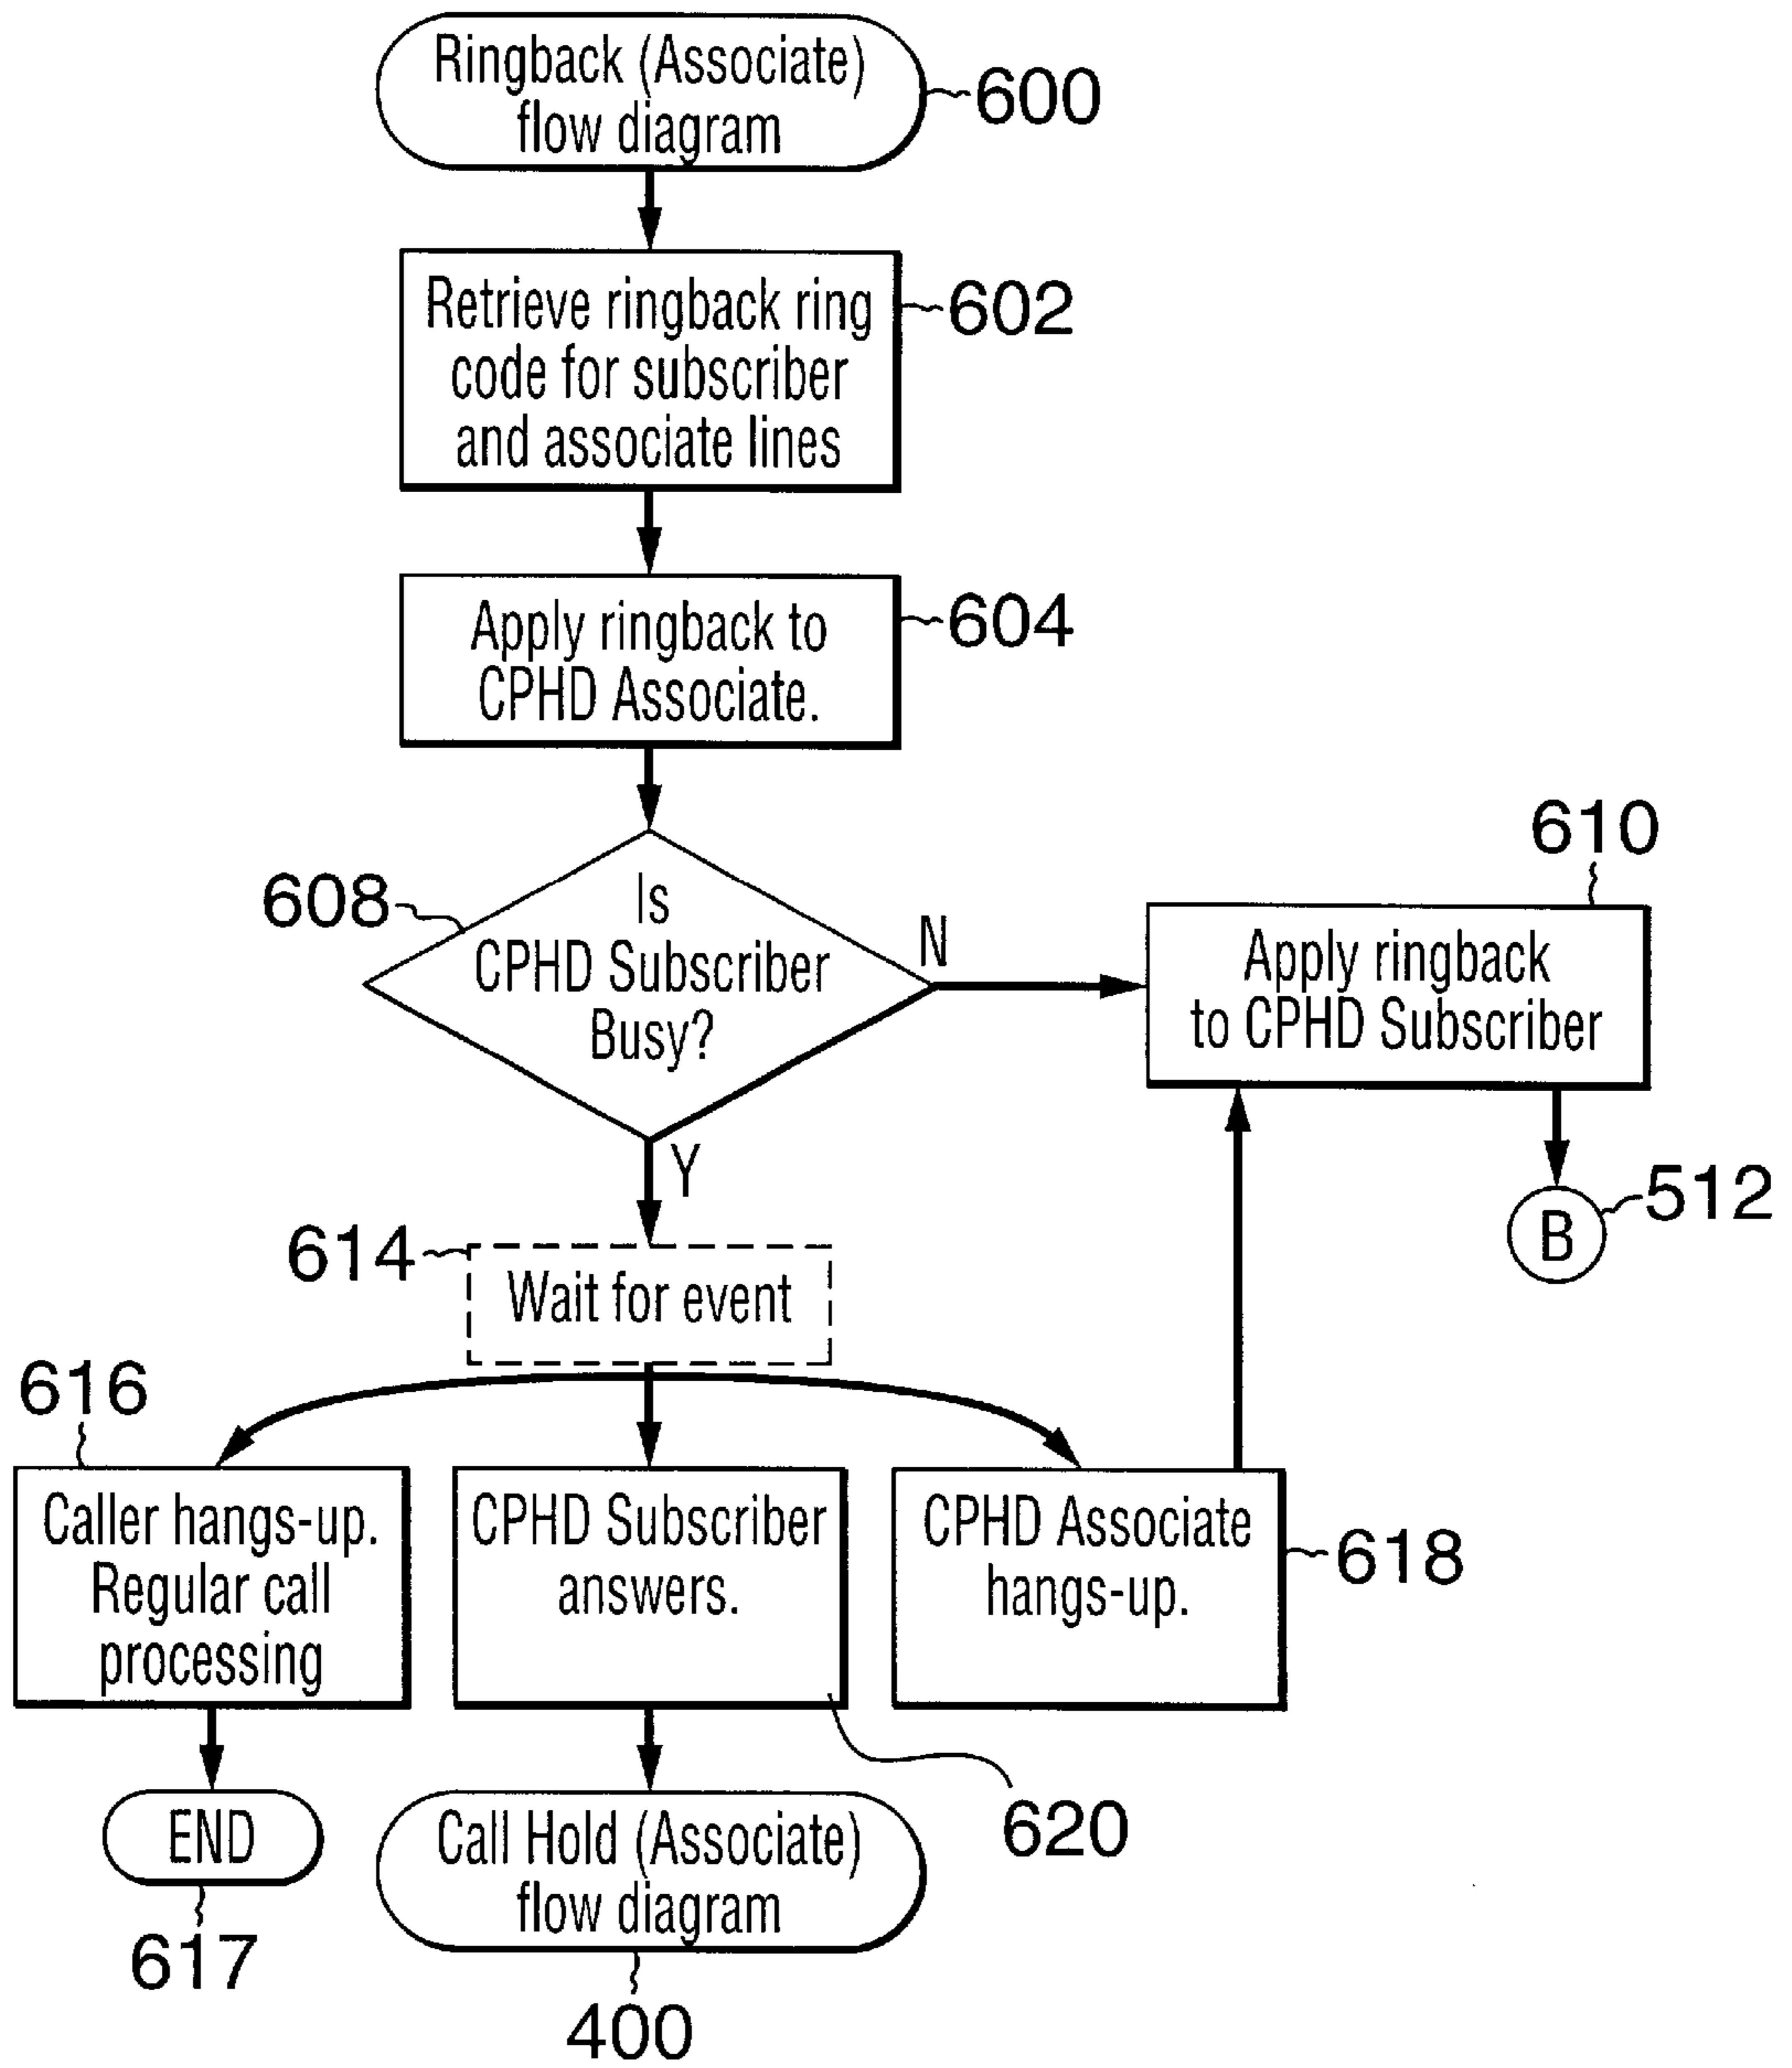 Ringback (Associate)
flow diagram
600
Retrieve ringback ring
code for subscriber
and associate lines
602
Apply ringback to
CPHD Associate.
604
608
Is
CPHD Subscriber
Busy?
N
Y
610
Apply ringback
to CPHD Subscriber
512
B
614
Wait for event
616
Caller hangs-up.
Regular call
processing
CPHD Subscriber
answers.
CPHD Associate
hangs-up.
618
END
617
Call Hold (Associate)
flow diagram
620
400